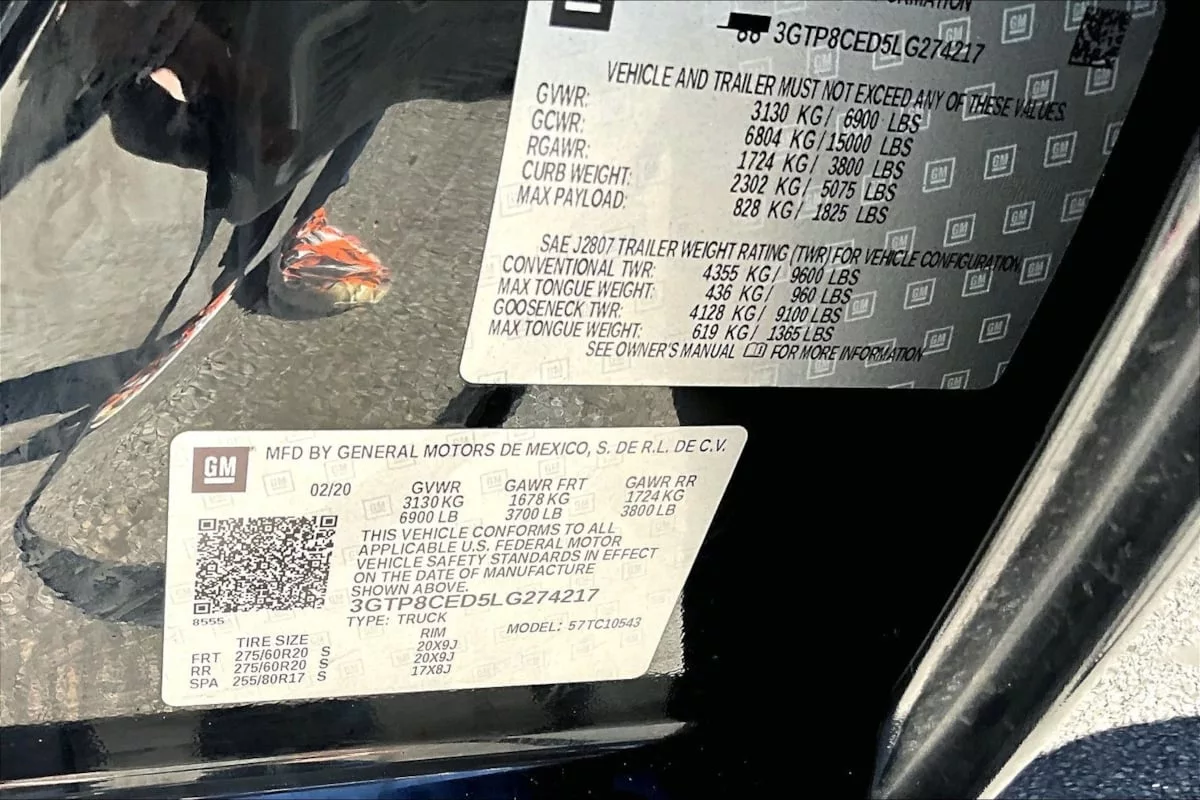 3GTP8CED5LG274217
VEHICLE AND TRAILER MUST NOT EXCEED ANY OF THESE VALUES.
GVWR: 3130 KG/ 6900 LBS
GCWR: 6804 KG/15000 LBS
RGAWR: 1724 KG/ 3800 LBS
CURB WEIGHT: 2302 KG/ 5075 LBS
MAX PAYLOAD: 828 KG/ 1825 LBS
SAE J2807 TRAILER WEIGHT RATING (TWR) FOR VEHICLE CONFIGURATION
CONVENTIONAL TWR: 4355 KG/ 9600 LBS
MAX TONGUE WEIGHT: 436 KG/ 960 LBS
GOOSENECK TWR: 4128 KG/ 9100 LBS
MAX TONGUE WEIGHT: 619 KG/ 1365 LBS
SEE OWNER'S MANUAL FOR MORE INFORMATION
GM MFD BY GENERAL MOTORS DE MEXICO, S. DE R.L. DE C.V.
02/20 GVWR GAWR FRT GAWR RR
3130 KG 1678 KG 1724 KG
6900 LB 3700 LB 3800 LB
THIS VEHICLE CONFORMS TO ALL
APPLICABLE U.S. FEDERAL MOTOR
VEHICLE SAFETY STANDARDS IN EFFECT
ON THE DATE OF MANUFACTURE
SHOWN ABOVE.
3GTP8CED5LG274217
8555
TYPE: TRUCK MODEL: 57TC10543
TIRE SIZE RIM
FRT 275/60R20 S 20X9J
RR 275/60R20 S 20X9J
SPA 255/80R17 S 17X8J